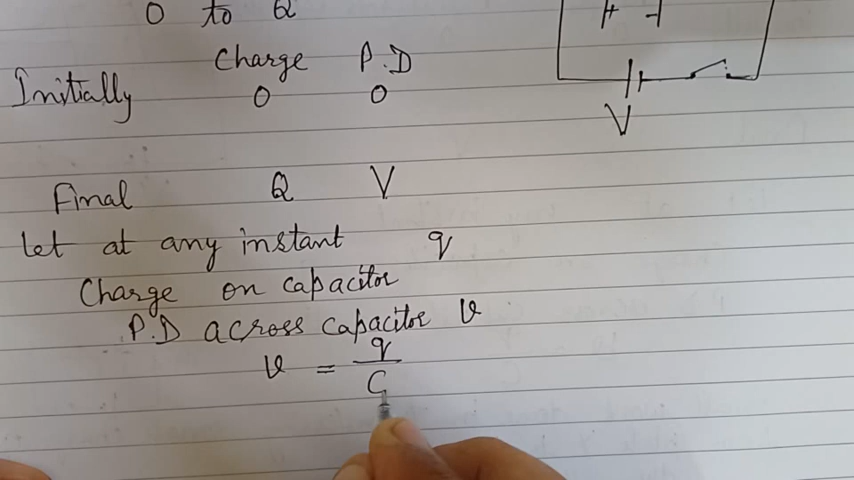 0 to Q
Charge P.D
Initially 0 0
V
Final Q V
Let at any instant q
Charge on capacitor
P.D across capacitor v
v = q/C